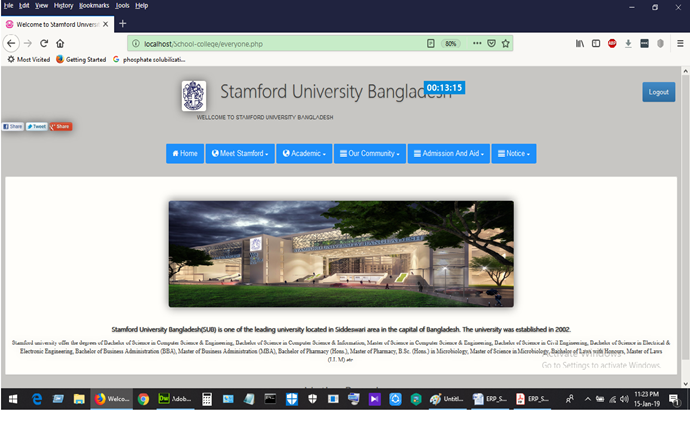 File Edit View History Bookmarks Tools Help
Welcome to Stamford Universi
localhost/school-college/everyone.php
80%
Most Visited Getting Started phosphate solubilizati...
Stamford University Bangladesh
00:13:15
Logout
WELLCOME TO STAMFORD UNIVERSITY BANGLADESH
Share Tweet Share
Home Meet Stamford Academic Our Community Admission And Aid Notice
Stamford University Bangladesh(SUB) is one of the leading university located in Siddeswari area in the capital of Bangladesh. The university was established in 2002.
Stamford university offer the degrees of Bachelor of Science in Computer Science & Engineering, Bachelor of Science in Computer Science & Information, Master of Science in Computer Science & Engineering, Bachelor of Science in Civil Engineering, Bachelor of Science in Electrical &
Electronic Engineering, Bachelor of Business Administration (BBA), Master of Business Administration (MBA), Bachelor of Pharmacy (Hons.), Master of Pharmacy, B.Sc. (Hons.) in Microbiology, Master of Science in Microbiology, Bachelor of Laws with Honours, Master of Laws
(LL.M) etc
Activate Windows
Go to Settings to activate Windows.
Welco... Adob... Untitl... ERP_S... ERP_S...
11:23 PM
15-Jan-19